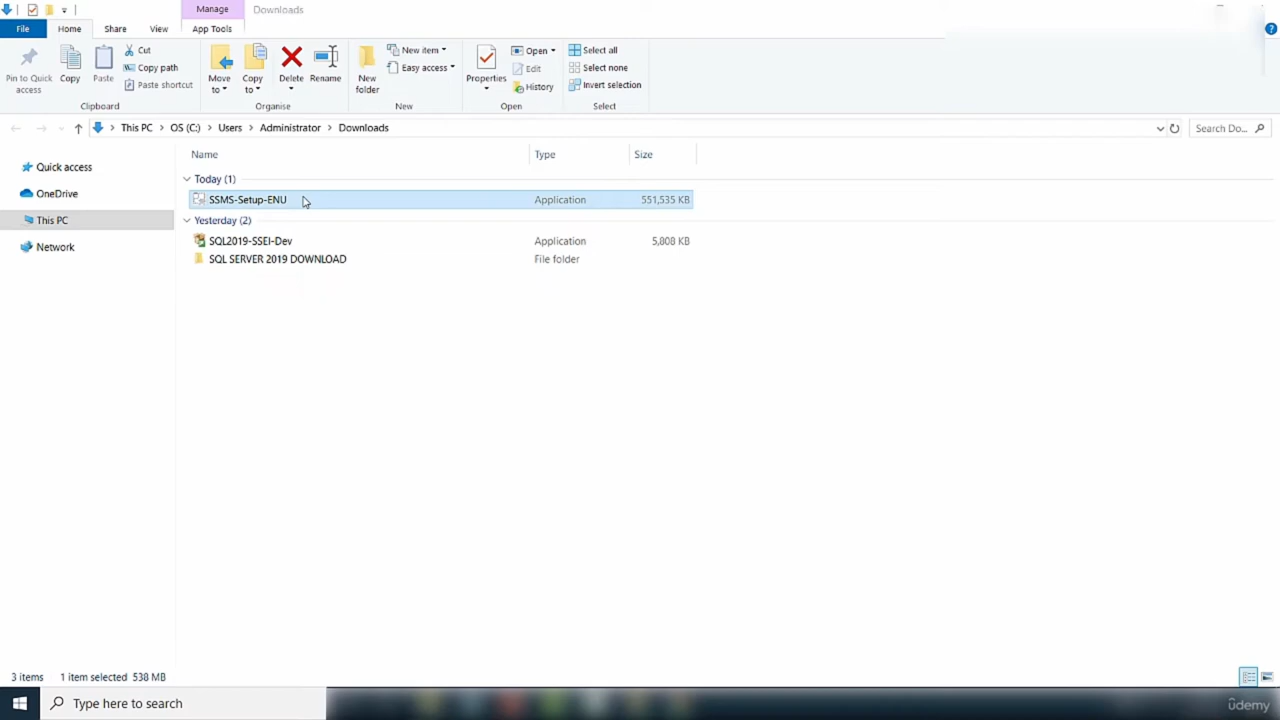 Manage
Downloads
File
Home
Share
View
App Tools
Pin to Quick access
Copy
Paste
Cut
Copy path
Paste shortcut
Clipboard
Move to
Copy to
Delete
Rename
Organise
New folder
New item
Easy access
New
Properties
Open
Edit
History
Open
Select all
Select none
Invert selection
Select
This PC > OS (C:) > Users > Administrator > Downloads
Search Do...
Quick access
OneDrive
This PC
Network
Name Type Size
Today (1)
SSMS-Setup-ENU Application 551,535 KB
Yesterday (2)
SQL2019-SSEI-Dev Application 5,808 KB
SQL SERVER 2019 DOWNLOAD File folder
3 items 1 item selected 538 MB
Type here to search
ûdemy